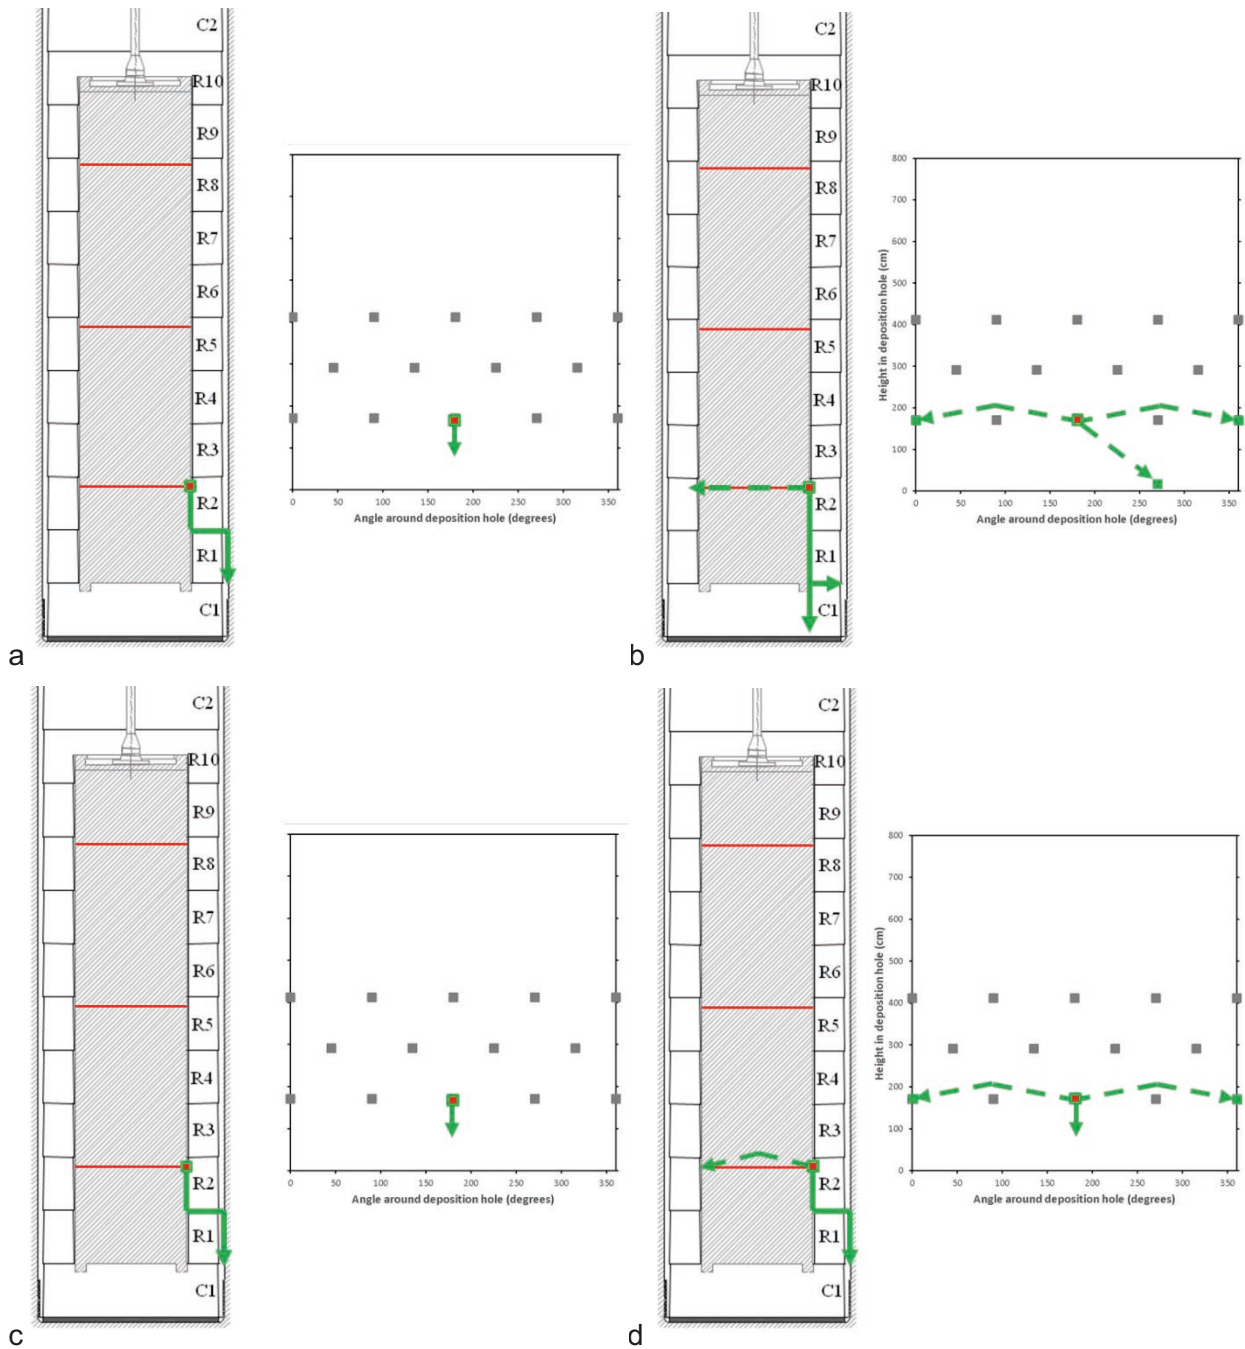 C2
R10
R9
R8
R7
R6
R5
R4
R3
R2
R1
C1
0 50 100 150 200 250 300 350
Angle around deposition hole (degrees)
a
C2
R10
R9
R8
R7
R6
R5
R4
R3
R2
R1
C1
Height in deposition hole (cm)
800
700
600
500
400
300
200
100
0
0 50 100 150 200 250 300 350
Angle around deposition hole (degrees)
b
C2
R10
R9
R8
R7
R6
R5
R4
R3
R2
R1
C1
0 50 100 150 200 250 300 350
Angle around deposition hole (degrees)
c
C2
R10
R9
R8
R7
R6
R5
R4
R3
R2
R1
C1
Height in deposition hole (cm)
800
700
600
500
400
300
200
100
0
0 50 100 150 200 250 300 350
Angle around deposition hole (degrees)
d